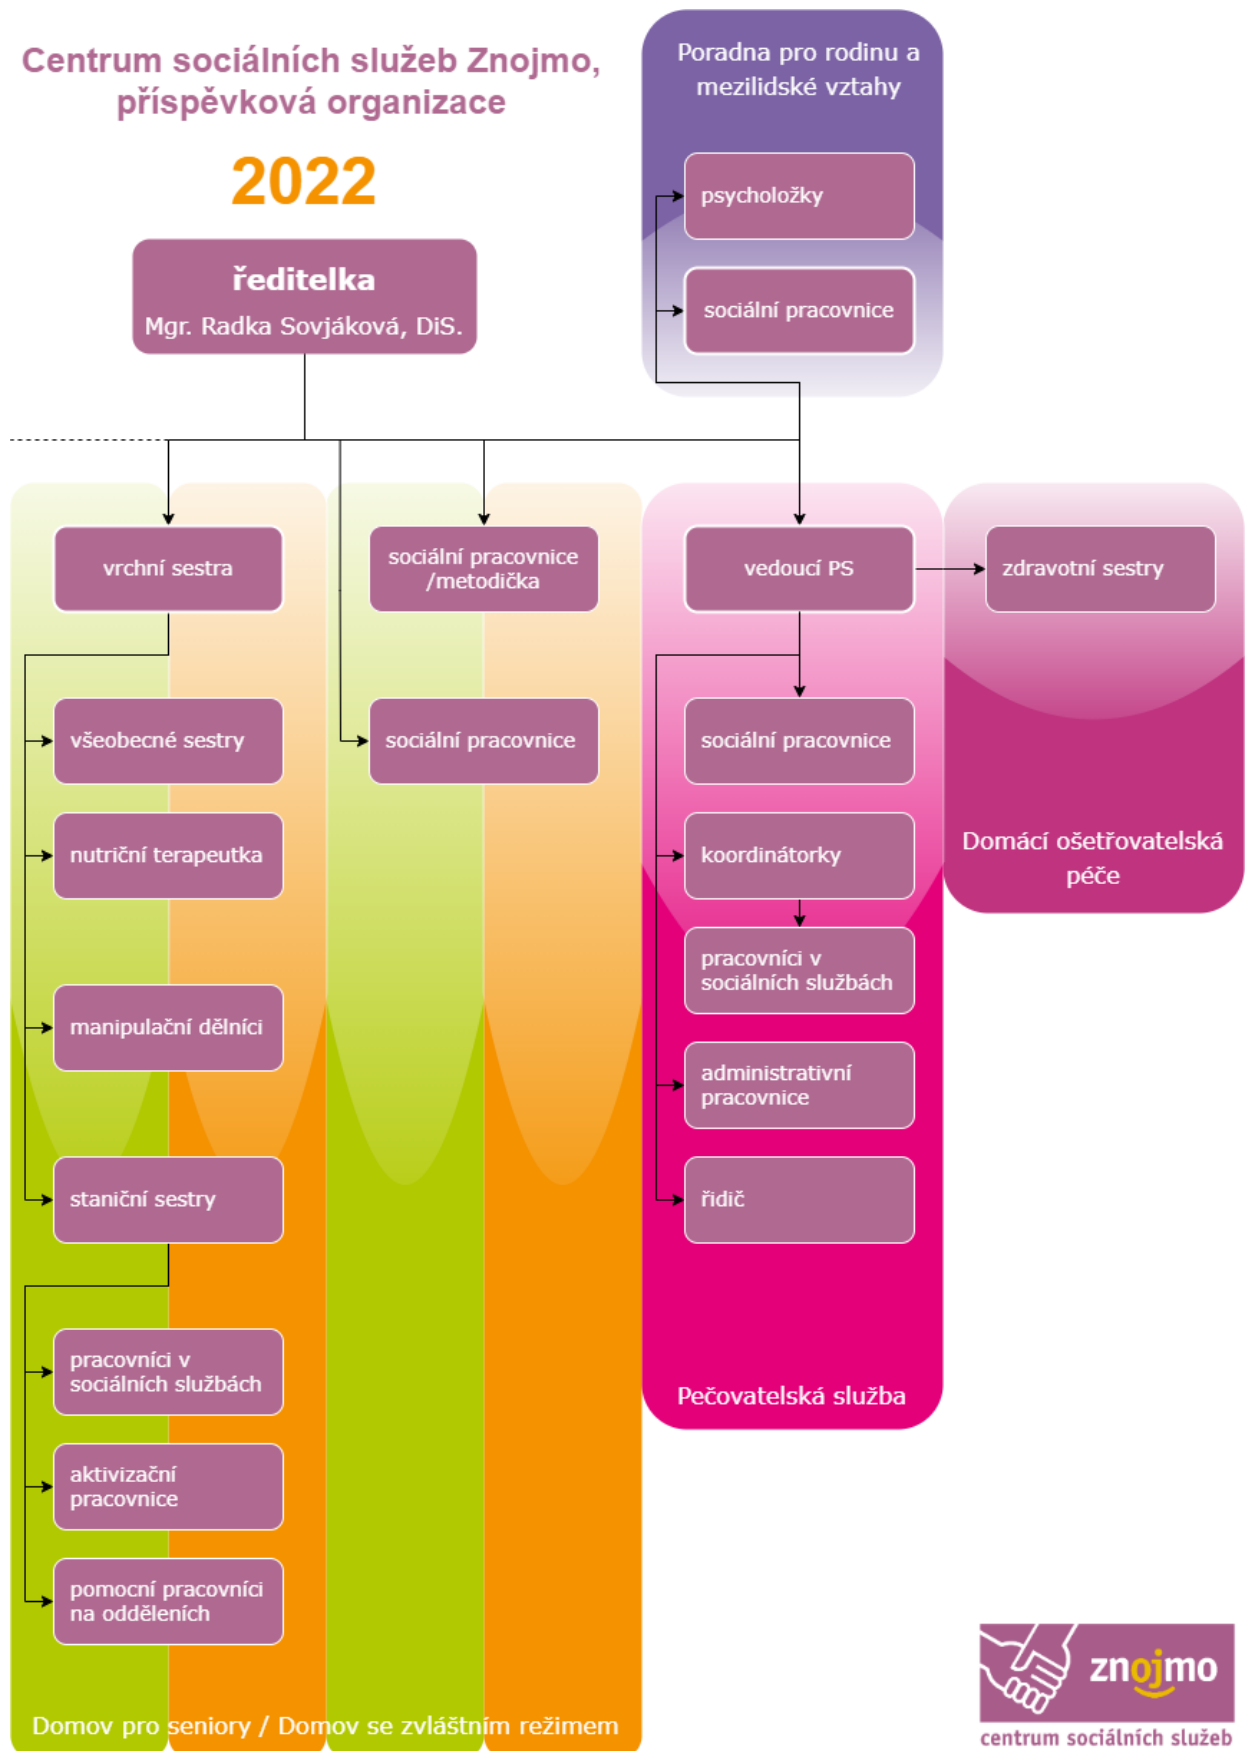 Centrum sociálních služeb Znojmo,
příspěvková organizace
2022
ředitelka
Mgr. Radka Sovjáková, DiS.
Poradna pro rodinu a
mezilidské vztahy
psycholožky
sociální pracovnice
vrchní sestra
všeobecné sestry
nutriční terapeutka
manipulační dělníci
staniční sestry
pracovníci v
sociálních službách
aktivizační
pracovnice
pomocní pracovníci
na odděleních
sociální pracovnice
/metodička
sociální pracovnice
Domov pro seniory / Domov se zvláštním režimem
vedoucí PS
sociální pracovnice
koordinátorky
pracovníci v
sociálních službách
administrativní
pracovnice
řidič
Pečovatelská služba
zdravotní sestry
Domácí ošetřovatelská
péče
znojmo
centrum sociálních služeb